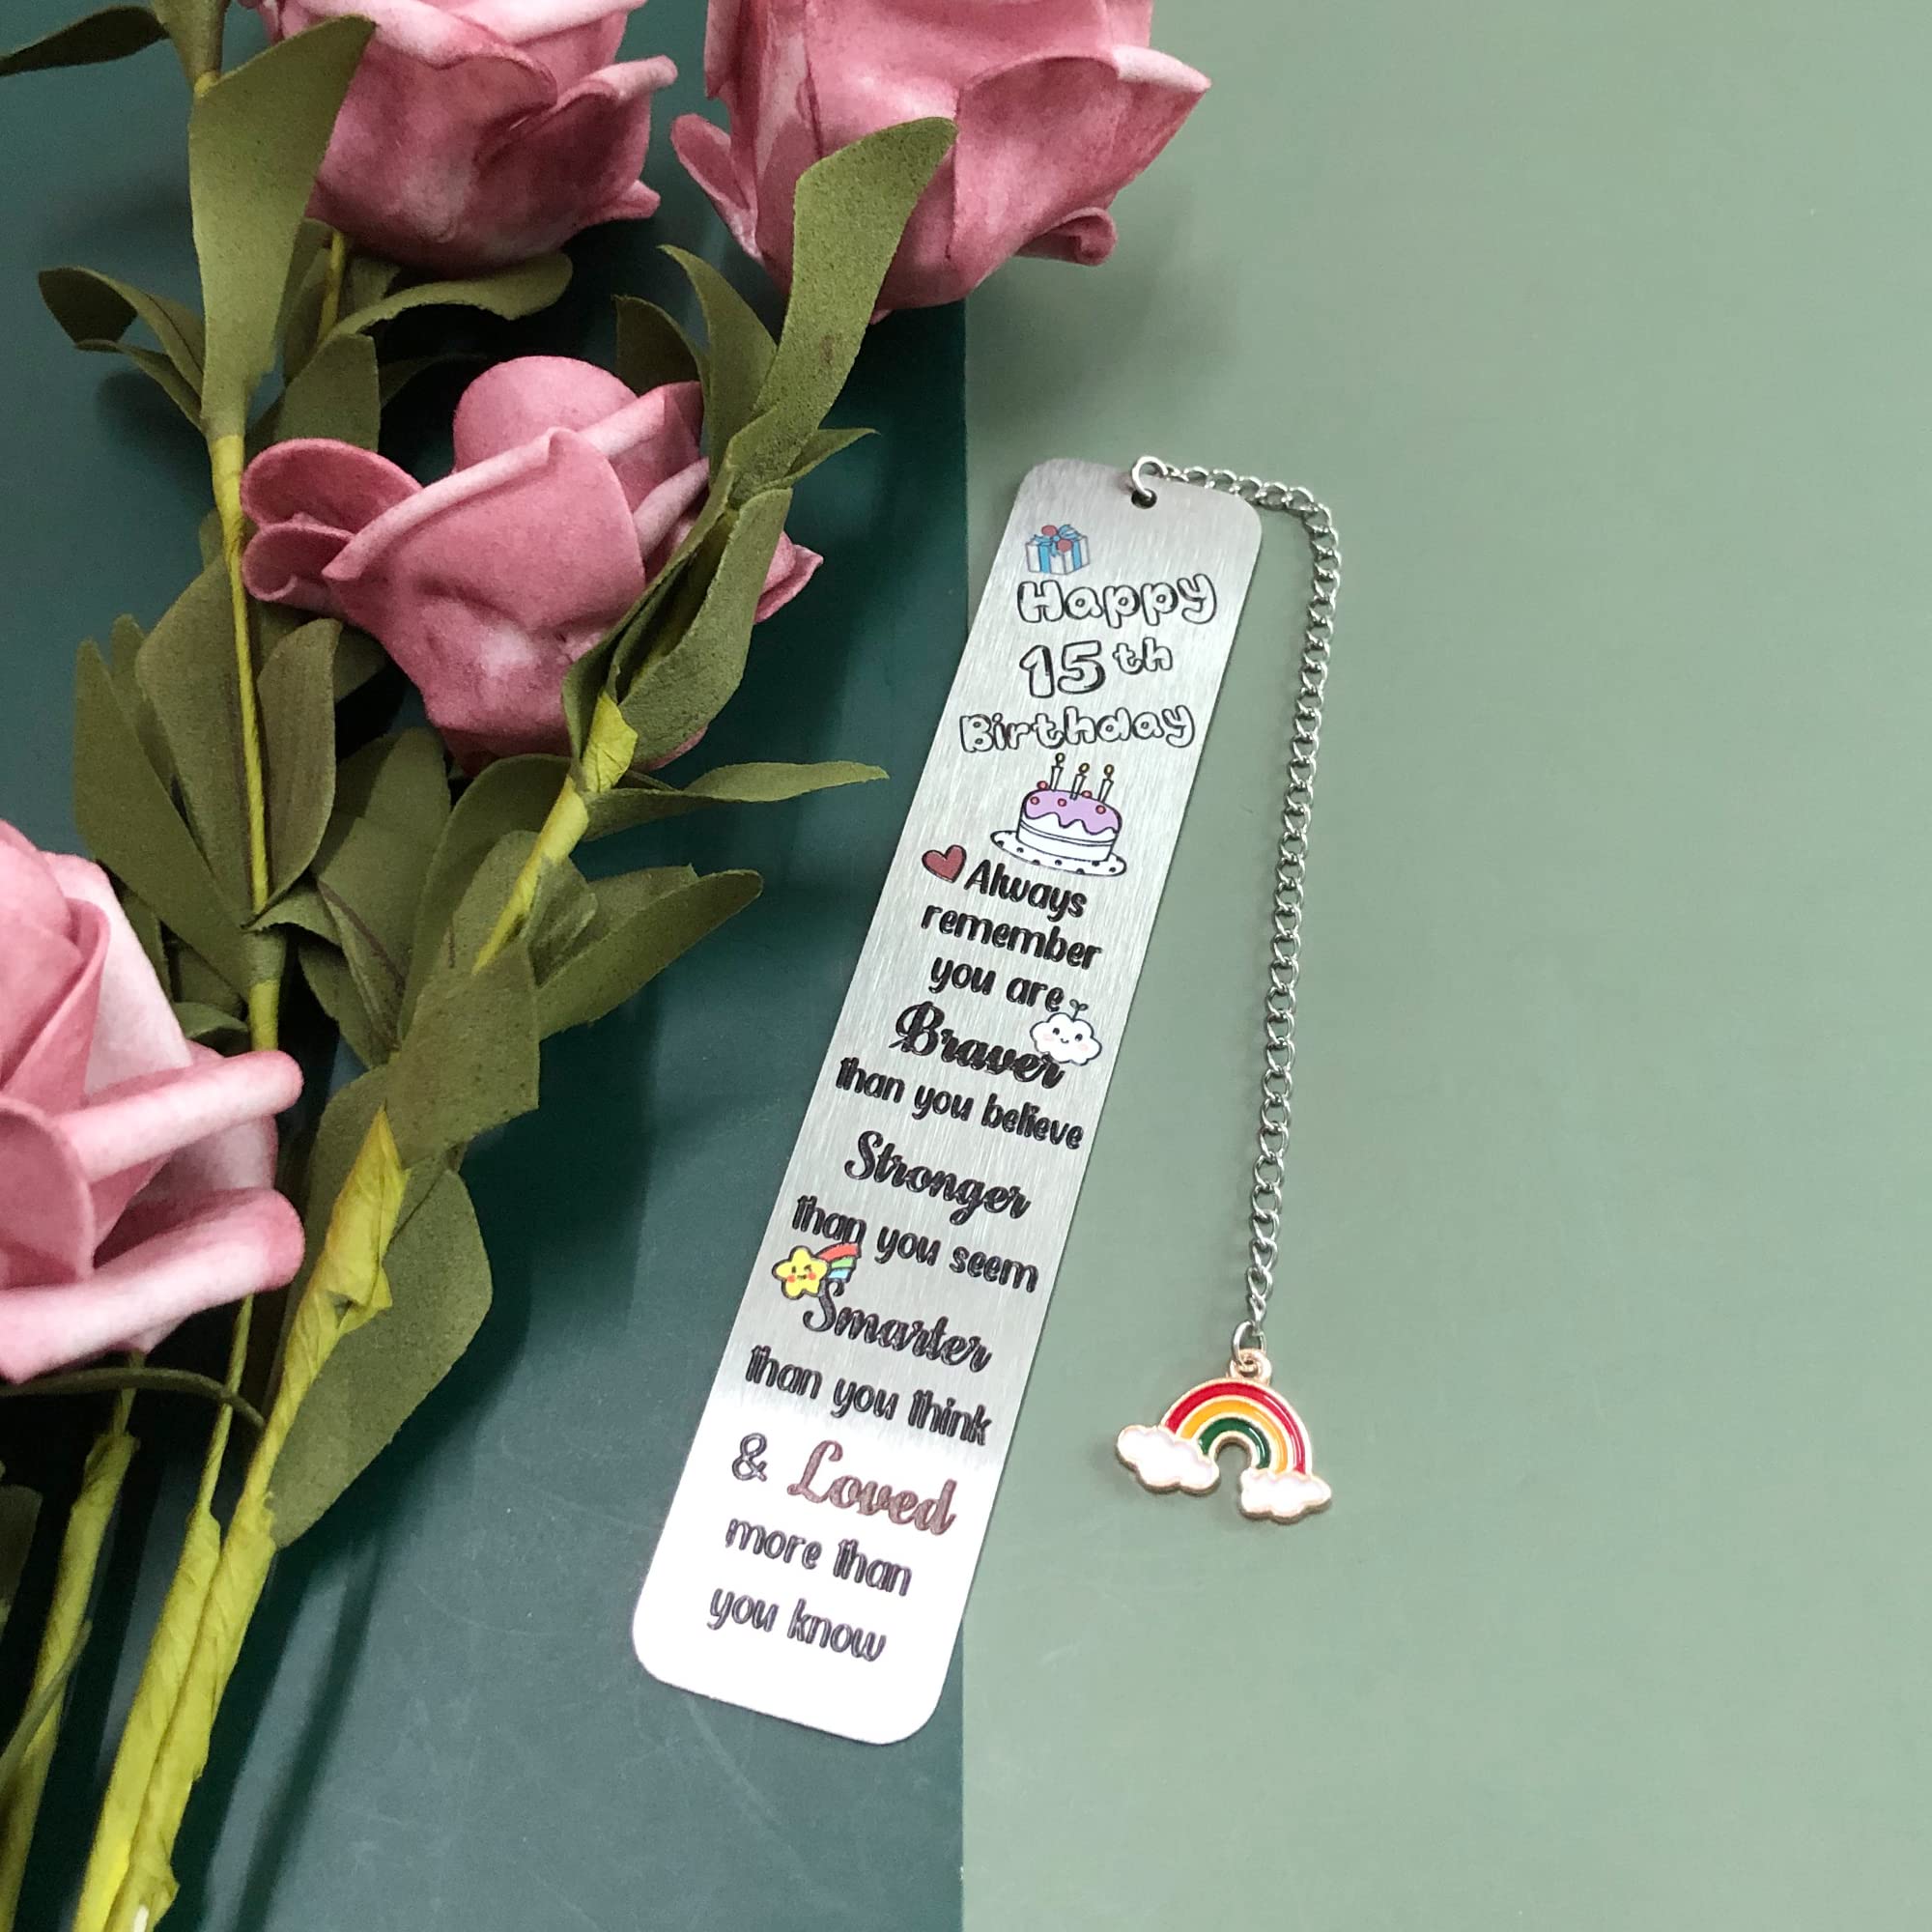 Happy
15th
Birthday
Always
remember
you are
Braver
than you believe
Stronger
than you seem
Smarter
than you think
& Loved
more than
you know